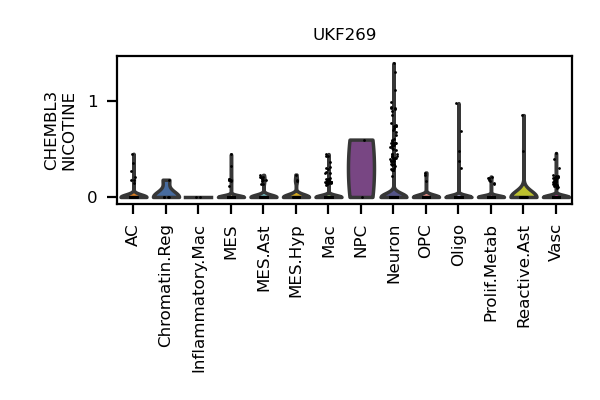 UKF269
CHEMBL3
NICOTINE
1
0
AC
Chromatin.Reg
Inflammatory.Mac
MES
MES.Ast
MES.Hyp
Mac
NPC
Neuron
OPC
Oligo
Prolif.Metab
Reactive.Ast
Vasc